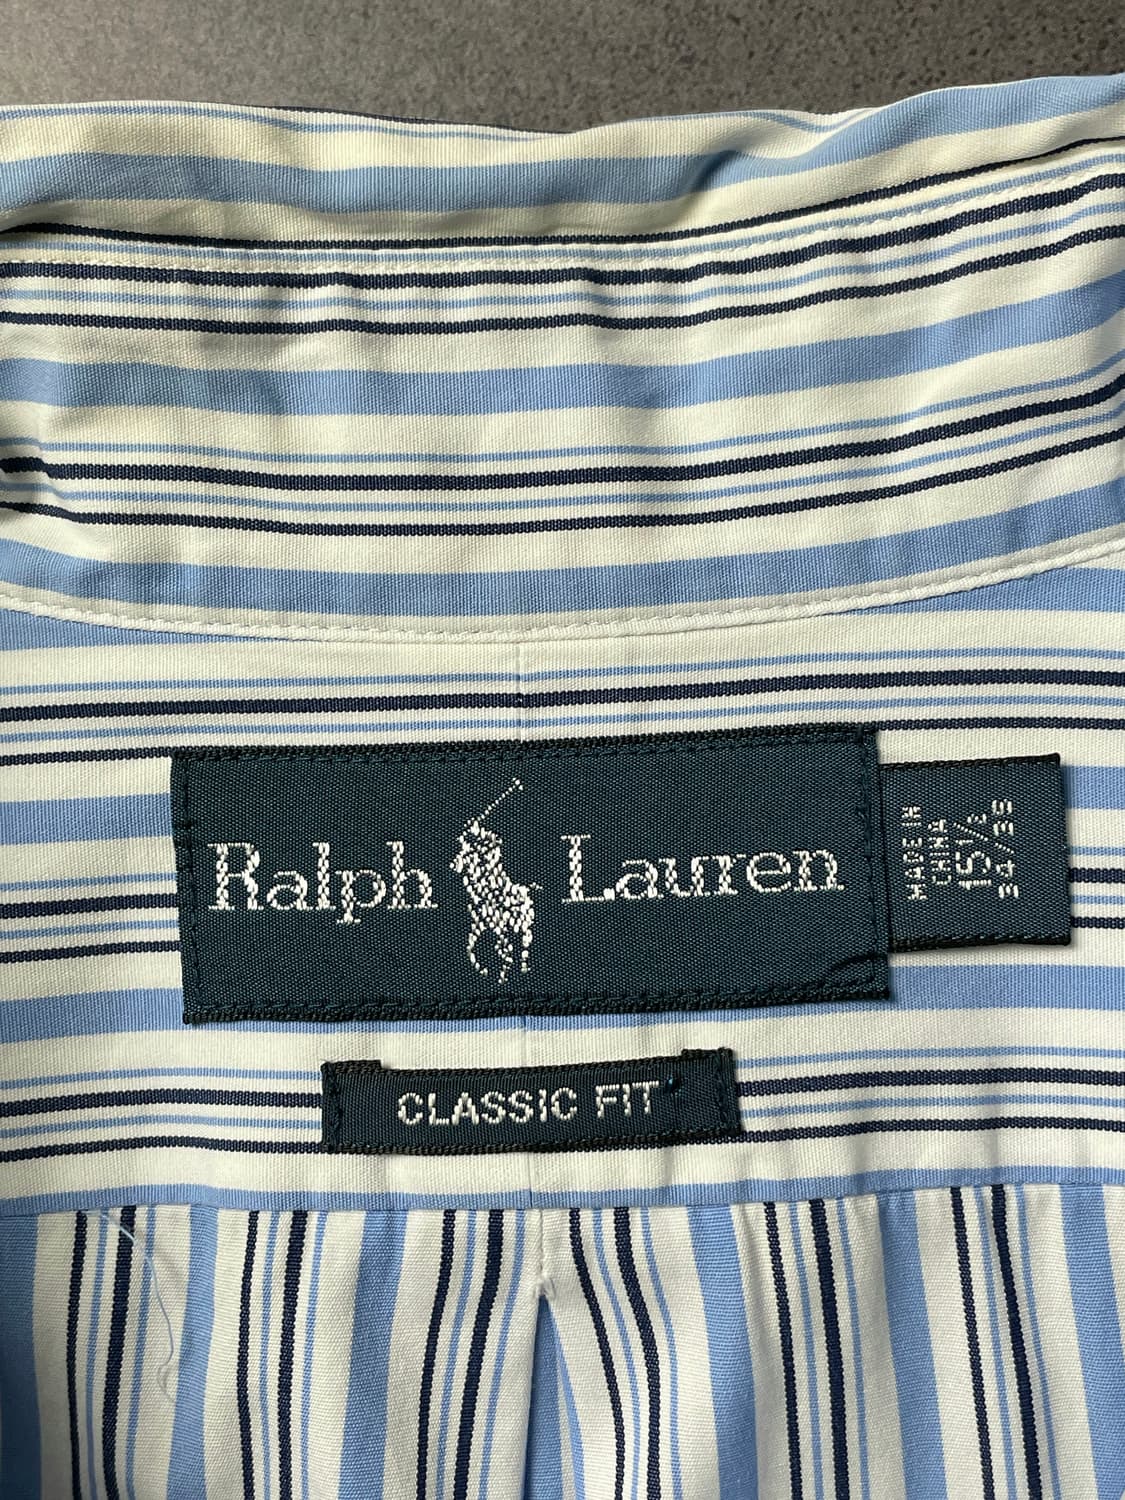 Ralph Lauren
MADE IN
CHINA
15½
34/35
CLASSIC FIT